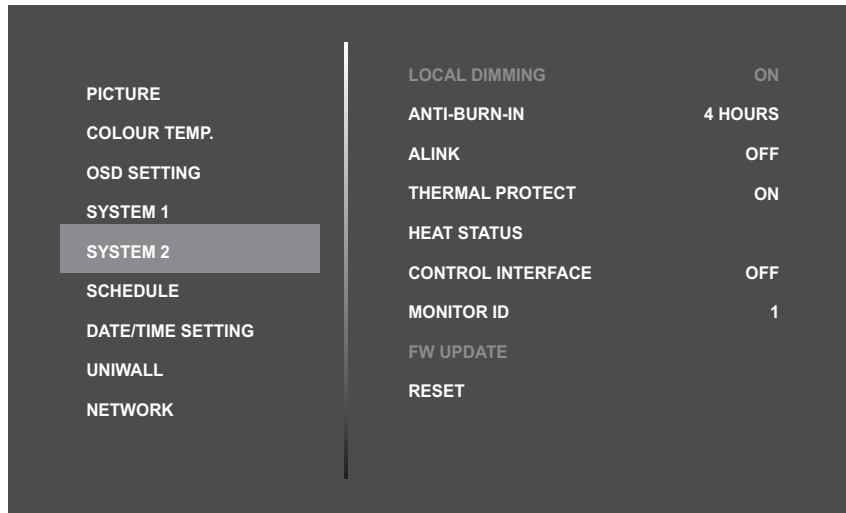 PICTURE
COLOUR TEMP.
OSD SETTING
SYSTEM 1
SYSTEM 2
SCHEDULE
DATE/TIME SETTING
UNIWALL
NETWORK
LOCAL DIMMING ON
ANTI-BURN-IN 4 HOURS
ALINK OFF
THERMAL PROTECT ON
HEAT STATUS
CONTROL INTERFACE OFF
MONITOR ID 1
FW UPDATE
RESET